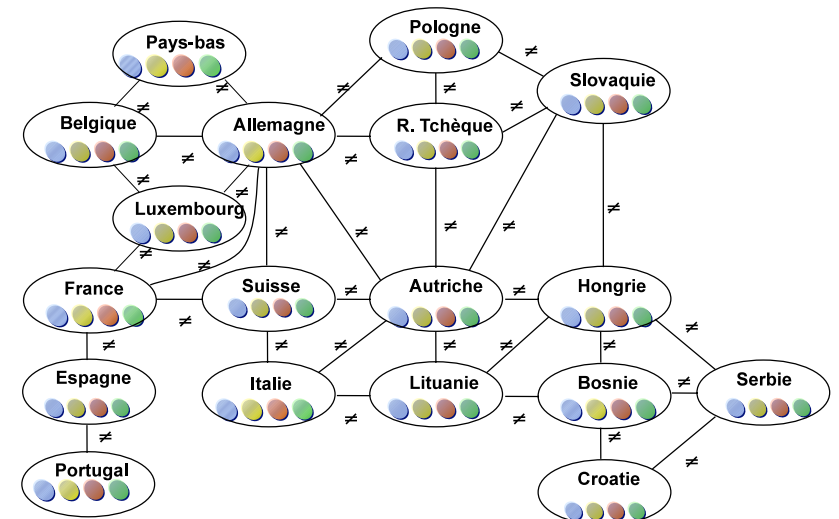 Pays-bas
Pologne
Slovaquie
≠
≠
≠
≠
≠
Belgique
Allemagne
R. Tchèque
≠
≠
≠
≠
Luxembourg
≠
≠
≠
≠
≠
≠
≠
≠
France
Suisse
Autriche
Hongrie
≠
≠
≠
≠
≠
≠
≠
≠
≠
≠
≠
Espagne
Italie
Lituanie
Bosnie
Serbie
≠
≠
≠
≠
≠
≠
Portugal
Croatie